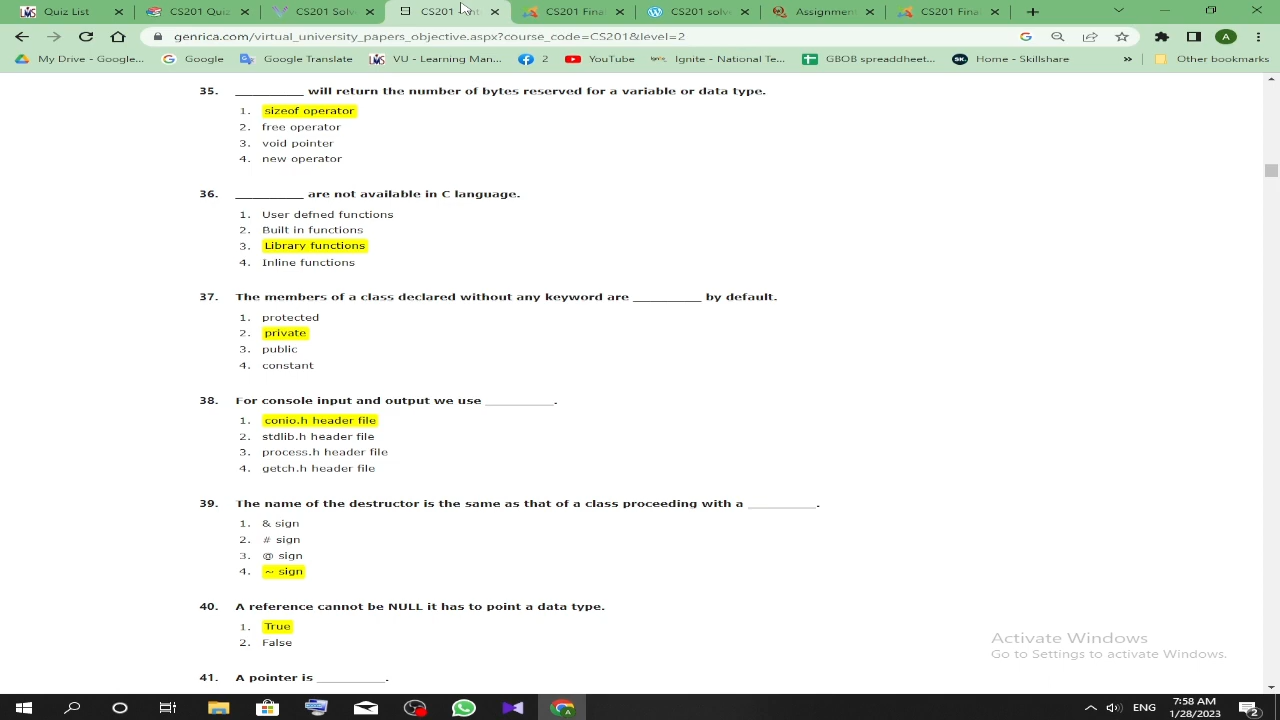 CS201 Quiz
CS201 Solv
CS201
CS201 Fina
CS201 solv
Assignment
CS201 Fina
Quiz List
genrica.com/virtual_university_papers_objective.aspx?course_code=CS201&level=2
My Drive - Google... Google Google Translate VU - Learning Man... 2 YouTube Ignite - National Te... GBOB spreadsheet... Home - Skillshare » Other bookmarks
35. _________ will return the number of bytes reserved for a variable or data type.
1. sizeof operator
2. free operator
3. void pointer
4. new operator
36. _________ are not available in C language.
1. User defned functions
2. Built in functions
3. Library functions
4. Inline functions
37. The members of a class declared without any keyword are _________ by default.
1. protected
2. private
3. public
4. constant
38. For console input and output we use _________.
1. conio.h header file
2. stdlib.h header file
3. process.h header file
4. getch.h header file
39. The name of the destructor is the same as that of a class proceeding with a _________.
1. & sign
2. # sign
3. @ sign
4. ~ sign
40. A reference cannot be NULL it has to point a data type.
1. True
2. False
41. A pointer is _________.
Activate Windows
Go to Settings to activate Windows.
ENG
7:58 AM
1/28/2023
2